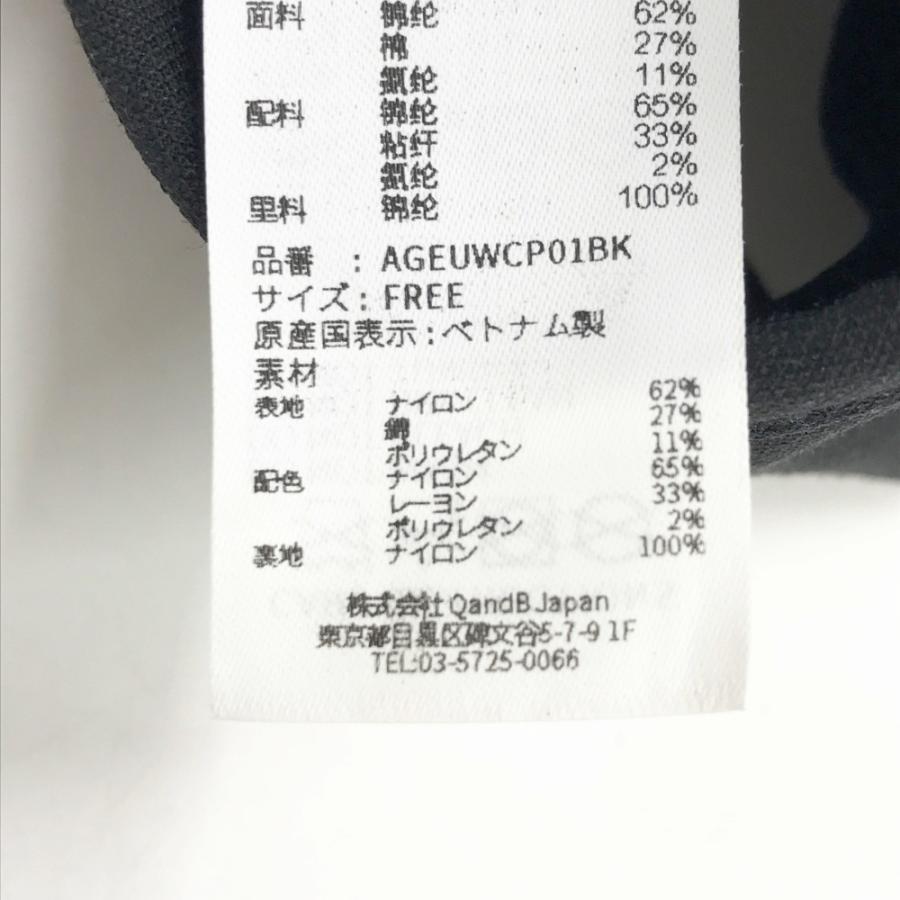 面料 锦纶 62%
棉 27%
氨纶 11%
配料 锦纶 65%
粘纤 33%
氨纶 2%
里料 锦纶 100%
品番 : AGEUWCP01BK
サイズ : FREE
原産国表示 : ベトナム製
素材
表地 ナイロン 62%
綿 27%
ポリウレタン 11%
配色 ナイロン 65%
レーヨン 33%
ポリウレタン 2%
裏地 ナイロン 100%
株式会社 QandB Japan
東京都目黒区碑文谷5-7-9 1F
TEL:03-5725-0066